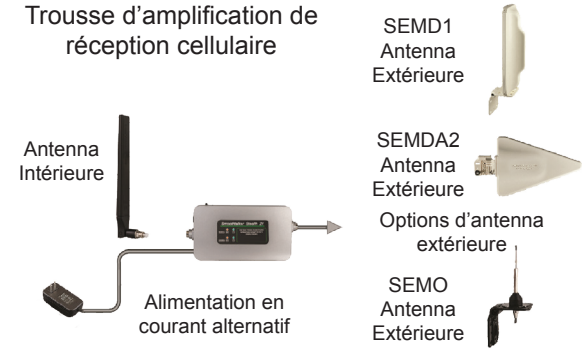 Trousse d’amplification de
réception cellulaire
SEMD1
Antenna
Extérieure
Antenna
Intérieure
SEMDA2
Antenna
Extérieure
Options d’antenna
extérieure
Alimentation en
courant alternatif
SEMO
Antenna
Extérieure